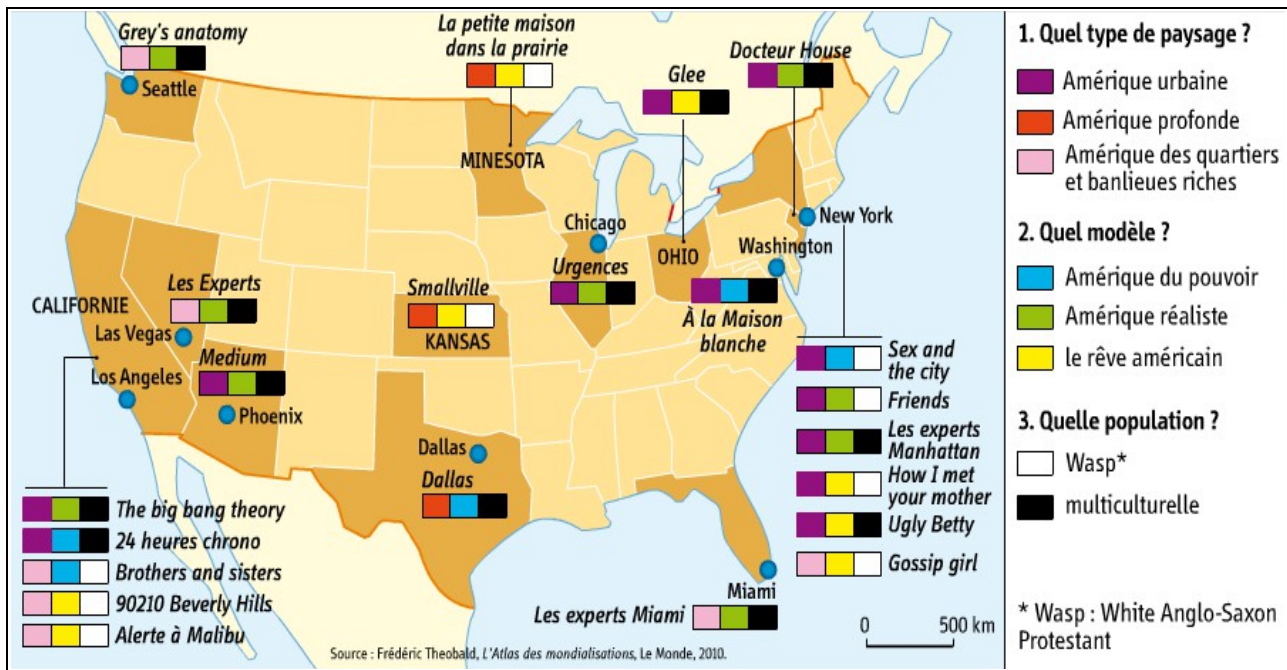 Grey's anatomy
Seattle
La petite maison
dans la prairie
MINESOTA
Glee
Docteur House
New York
Chicago
Urgences
OHIO
Washington
À la Maison
blanche
CALIFORNIE
Les Experts
Las Vegas
Medium
Los Angeles
Phoenix
Smallville
KANSAS
Dallas
Dallas
The big bang theory
24 heures chrono
Brothers and sisters
90210 Beverly Hills
Alerte à Malibu
Sex and
the city
Friends
Les experts
Manhattan
How I met
your mother
Ugly Betty
Gossip girl
Miami
Les experts Miami
0 500 km
Source : Frédéric Theobald, L'Atlas des mondialisations, Le Monde, 2010.
1. Quel type de paysage ?
Amérique urbaine
Amérique profonde
Amérique des quartiers
et banlieues riches
2. Quel modèle ?
Amérique du pouvoir
Amérique réaliste
le rêve américain
3. Quelle population ?
Wasp*
multiculturelle
* Wasp : White Anglo-Saxon
Protestant